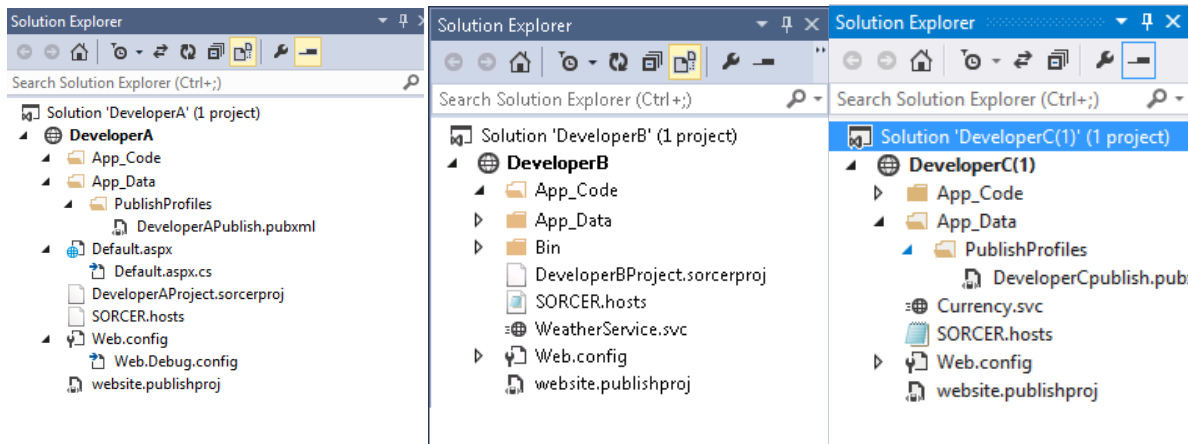 Solution Explorer
Search Solution Explorer (Ctrl+;)
Solution 'DeveloperA' (1 project)
DeveloperA
App_Code
App_Data
PublishProfiles
DeveloperAPublish.pubxml
Default.aspx
Default.aspx.cs
DeveloperAProject.sorcerproj
SORCER.hosts
Web.config
Web.Debug.config
website.publishproj
Solution Explorer
Search Solution Explorer (Ctrl+;)
Solution 'DeveloperB' (1 project)
DeveloperB
App_Code
App_Data
Bin
DeveloperBProject.sorcerproj
SORCER.hosts
WeatherService.svc
Web.config
website.publishproj
Solution Explorer
Search Solution Explorer (Ctrl+;)
Solution 'DeveloperC(1)' (1 project)
DeveloperC(1)
App_Code
App_Data
PublishProfiles
DeveloperCpublish.pub
Currency.svc
SORCER.hosts
Web.config
website.publishproj